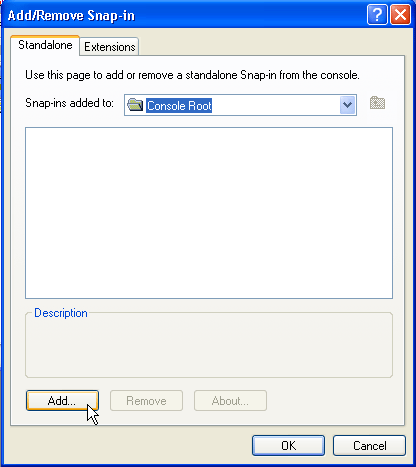 Add/Remove Snap-in
Standalone Extensions
Use this page to add or remove a standalone Snap-in from the console.
Snap-ins added to: Console Root
Description
Add... Remove About...
OK Cancel